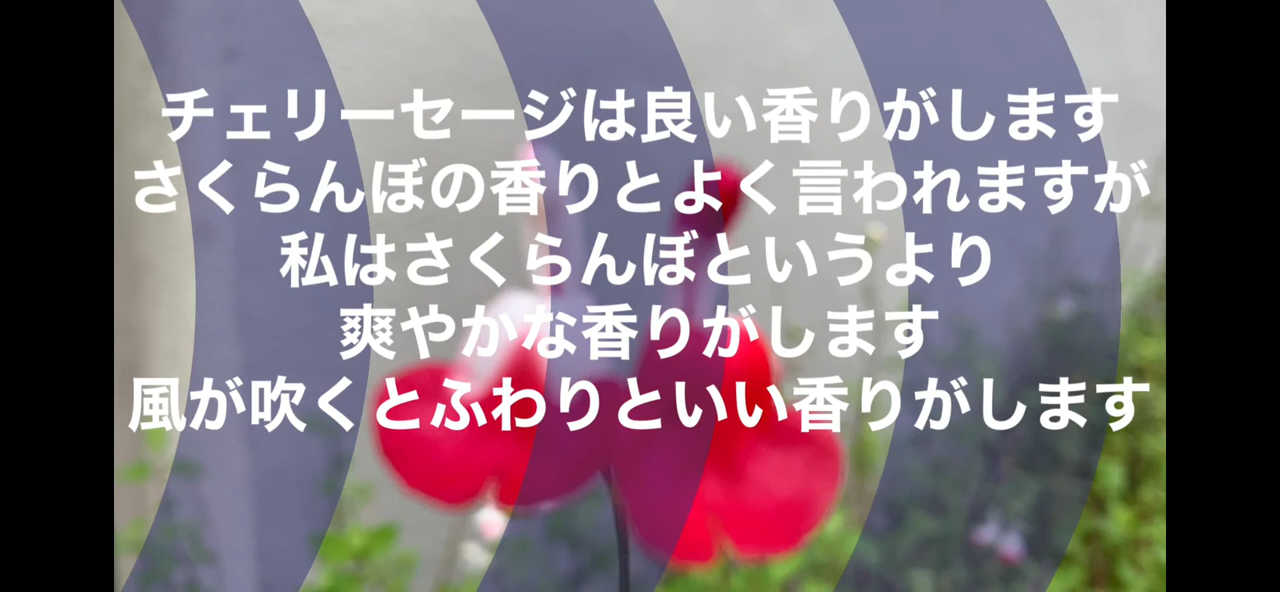 チェリーセージは良い香りがします
さくらんぼの香りとよく言われますが
私はさくらんぼというより
爽やかな香りがします
風が吹くとふわりといい香りがします